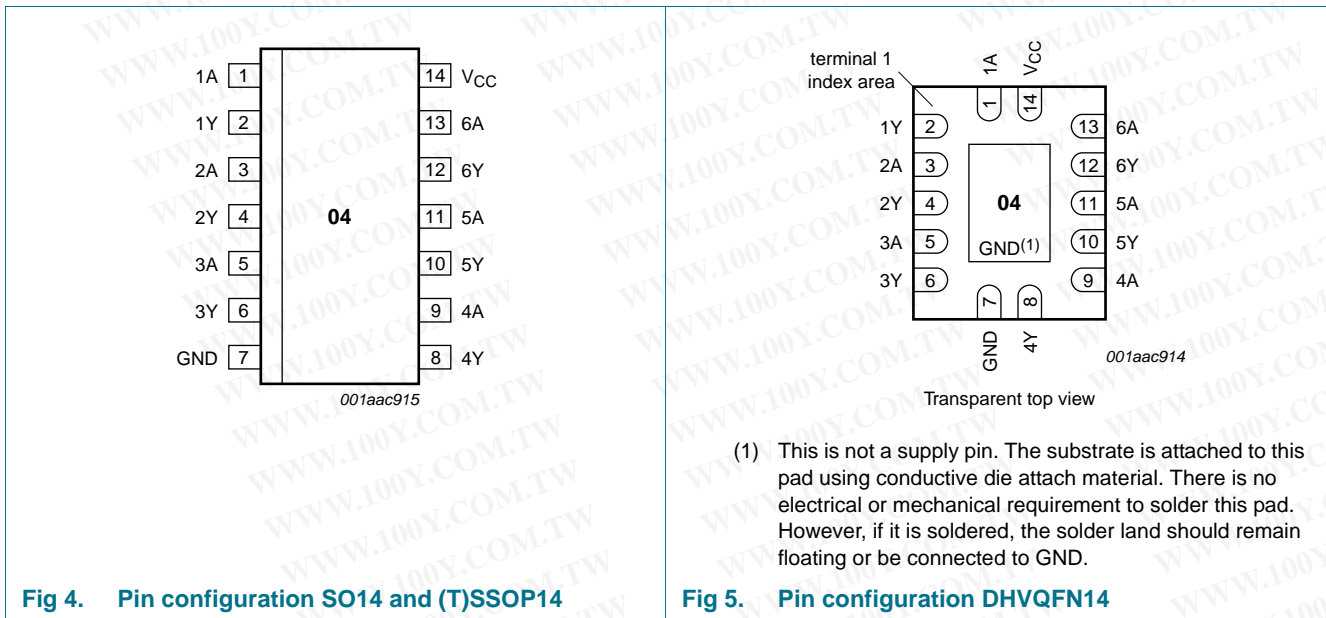 1A 1
1Y 2
2A 3
2Y 4
3A 5
3Y 6
GND 7
04
14 VCC
13 6A
12 6Y
11 5A
10 5Y
9 4A
8 4Y
001aac915
Fig 4. Pin configuration SO14 and (T)SSOP14
terminal 1
index area
1A
VCC
1
14
1Y 2
2A 3
2Y 4
3A 5
3Y 6
04
GND(1)
13 6A
12 6Y
11 5A
10 5Y
9 4A
7
8
GND
4Y
001aac914
Transparent top view
(1) This is not a supply pin. The substrate is attached to this
pad using conductive die attach material. There is no
electrical or mechanical requirement to solder this pad.
However, if it is soldered, the solder land should remain
floating or be connected to GND.
Fig 5. Pin configuration DHVQFN14
WWW.100Y.COM.TW